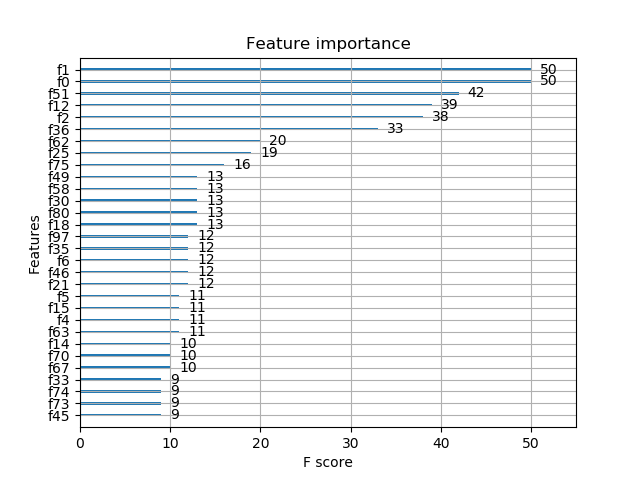 Feature importance
Features
f1 50
f0 50
f51 42
f12 39
f2 38
f36 33
f62 20
f25 19
f75 16
f49 13
f58 13
f30 13
f80 13
f18 13
f97 12
f35 12
f6 12
f46 12
f21 12
f5 11
f15 11
f4 11
f63 11
f14 10
f70 10
f67 10
f33 9
f74 9
f73 9
f45 9
0 10 20 30 40 50
F score